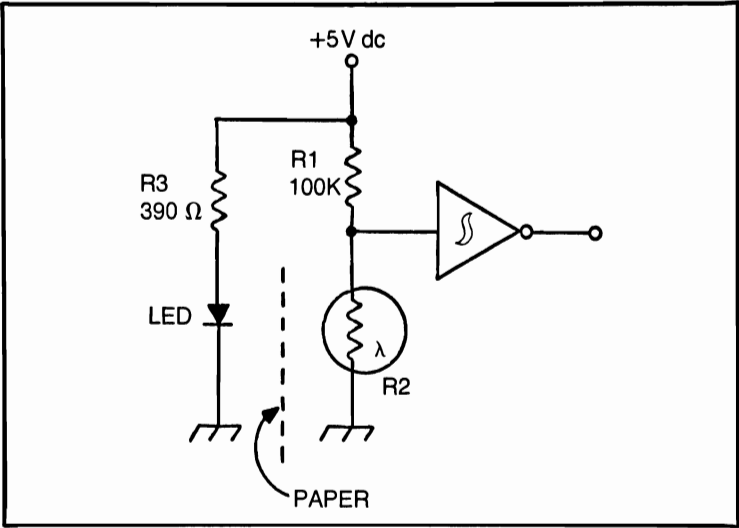 +5V dc
R1
100K
R3
390 Ω
LED
λ
R2
PAPER